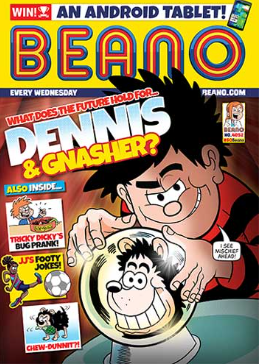 WIN! AN ANDROID TABLET!
BEANO
EVERY WEDNESDAY
BEANO.COM
WHAT DOES THE FUTURE HOLD FOR...
DENNIS
& GNASHER?
BEANO
ALSO INSIDE...
TRICKY DICKY'S
BUG PRANK!
I SEE
MISCHIEF
AHEAD!
JJ'S FOOTY
JOKES!
CHEW-DUNNIT?!